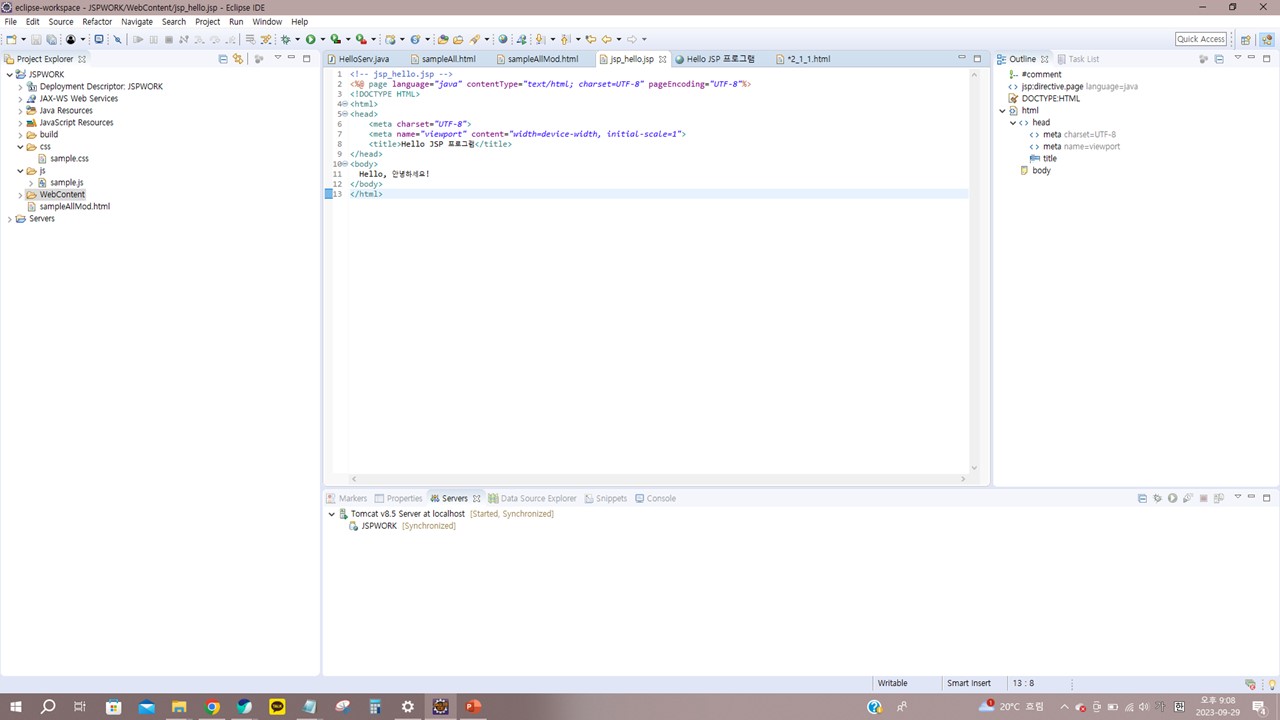 eclipse-workspace - JSPWORK/WebContent/jsp_hello.jsp - Eclipse IDE
File Edit Source Refactor Navigate Search Project Run Window Help
Quick Access
Project Explorer
JSPWORK
Deployment Descriptor: JSPWORK
JAX-WS Web Services
Java Resources
JavaScript Resources
build
css
sample.css
js
sample.js
WebContent
sampleAllMod.html
Servers
HelloServ.java sampleAll.html sampleAllMod.html jsp_hello.jsp Hello JSP 프로그램 *2_1_1.html
1 <!-- jsp_hello.jsp -->
2 <%@ page language="java" contentType="text/html; charset=UTF-8" pageEncoding="UTF-8"%>
3 <!DOCTYPE HTML>
4 <html>
5 <head>
6 <meta charset="UTF-8">
7 <meta name="viewport" content="width=device-width, initial-scale=1">
8 <title>Hello JSP 프로그램</title>
9 </head>
10 <body>
11 Hello, 안녕하세요!
12 </body>
13 </html>
Outline Task List
#comment
jsp:directive.page language=java
DOCTYPE:HTML
html
head
meta charset=UTF-8
meta name=viewport
title
body
Markers Properties Servers Data Source Explorer Snippets Console
Tomcat v8.5 Server at localhost [Started, Synchronized]
JSPWORK [Synchronized]
Writable Smart Insert 13 : 8
20°C 흐림
오후 9:08
2023-09-29